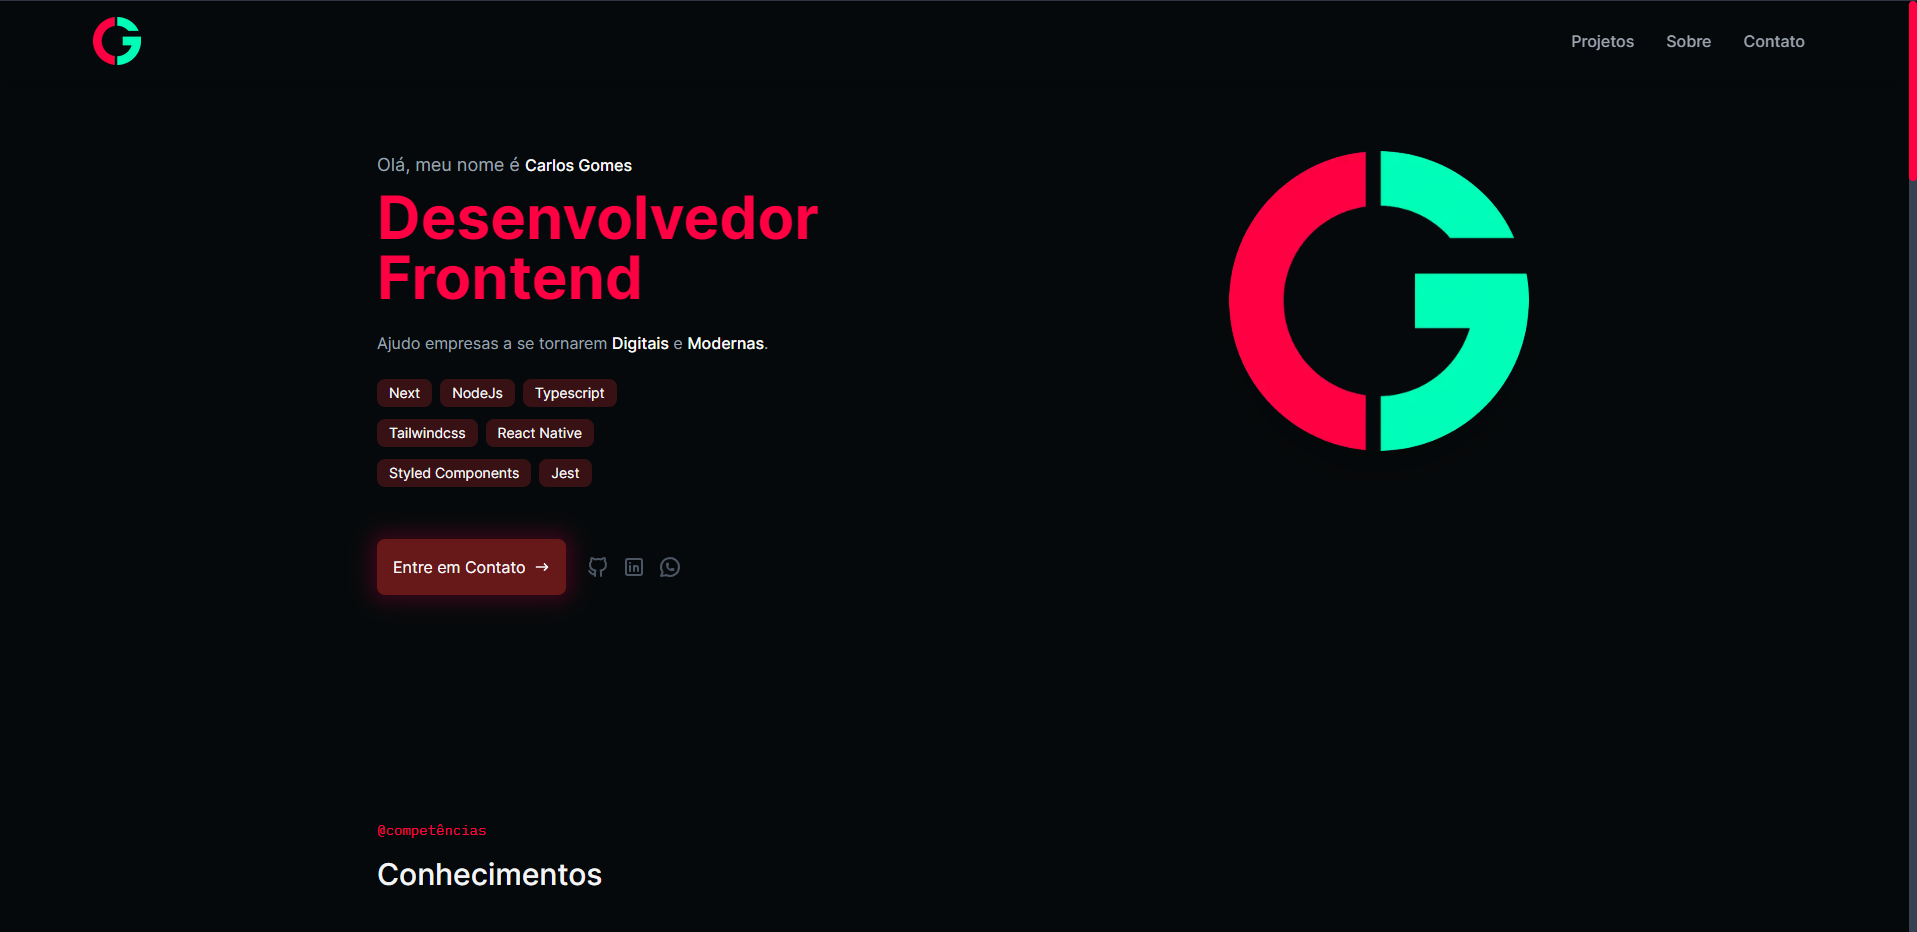 Projetos Sobre Contato
Olá, meu nome é Carlos Gomes
Desenvolvedor
Frontend
Ajudo empresas a se tornarem Digitais e Modernas.
Next NodeJs Typescript
Tailwindcss React Native
Styled Components Jest
Entre em Contato →
@competências
Conhecimentos